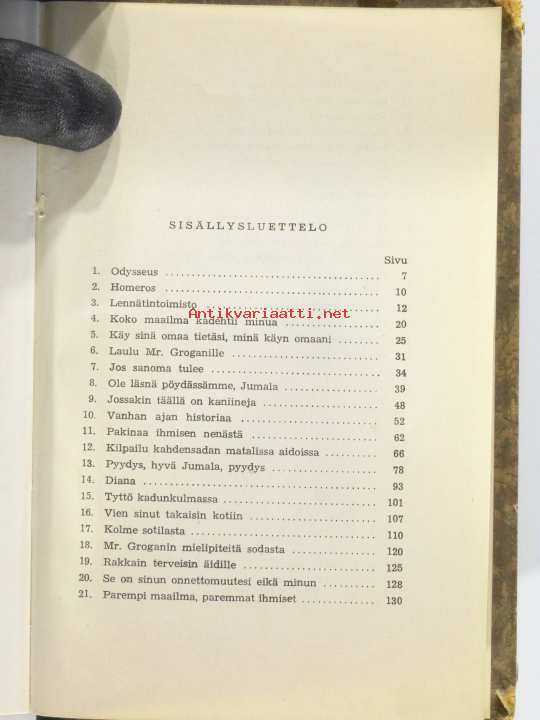 SISÄLLYSLUETTELO
Sivu
1. Odysseus 7
2. Homeros 10
3. Lennätintoimisto 12
Antikvariaatti.net
4. Koko maailma kadehtii minua 20
5. Käy sinä omaa tietäsi, minä käyn omaani 25
6. Laulu Mr. Groganille 31
7. Jos sanoma tulee 34
8. Ole läsnä pöydässämme, Jumala 39
9. Jossakin täällä on kaniineja 48
10. Vanhan ajan historiaa 52
11. Pakinaa ihmisen nenästä 62
12. Kilpailu kahdensadan matalissa aidoissa 66
13. Pyydys, hyvä Jumala, pyydys 78
14. Diana 93
15. Tyttö kadunkulmassa 101
16. Vien sinut takaisin kotiin 107
17. Kolme sotilasta 110
18. Mr. Groganin mielipiteitä sodasta 120
19. Rakkain terveisin äidille 125
20. Se on sinun onnettomuutesi eikä minun 128
21. Parempi maailma, paremmat ihmiset 130